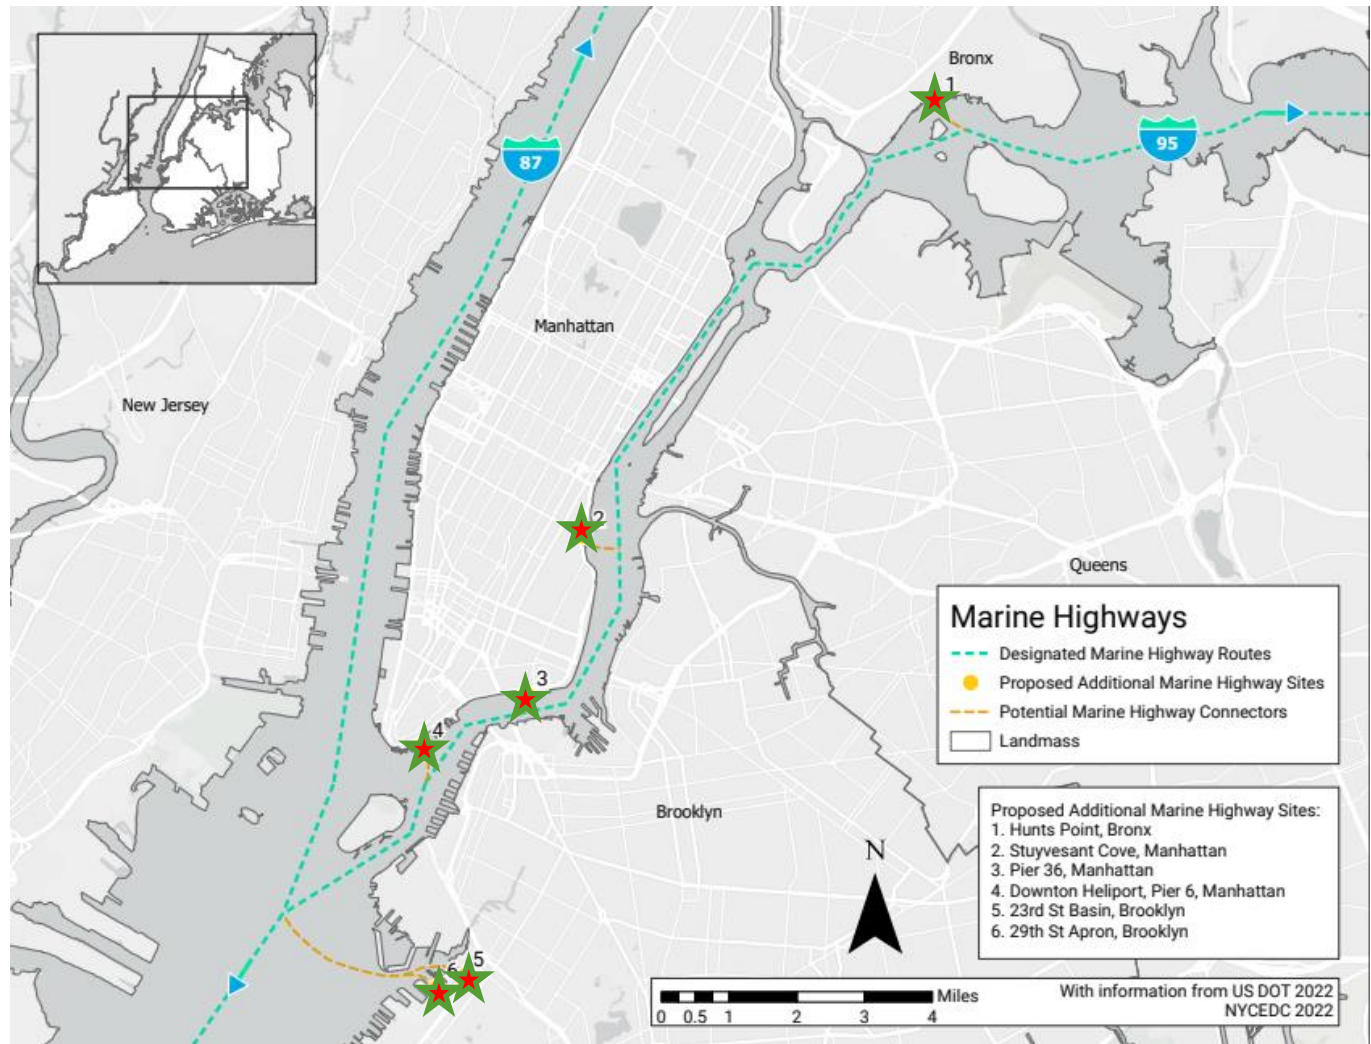 Bronx
1
87
95
Manhattan
New Jersey
2
Queens
3
4
Brooklyn
5
6
Marine Highways
Designated Marine Highway Routes
Proposed Additional Marine Highway Sites
Potential Marine Highway Connectors
Landmass
Proposed Additional Marine Highway Sites:
1. Hunts Point, Bronx
2. Stuyvesant Cove, Manhattan
3. Pier 36, Manhattan
4. Downton Heliport, Pier 6, Manhattan
5. 23rd St Basin, Brooklyn
6. 29th St Apron, Brooklyn
N
Miles
0 0.5 1 2 3 4
With information from US DOT 2022
NYCEDC 2022